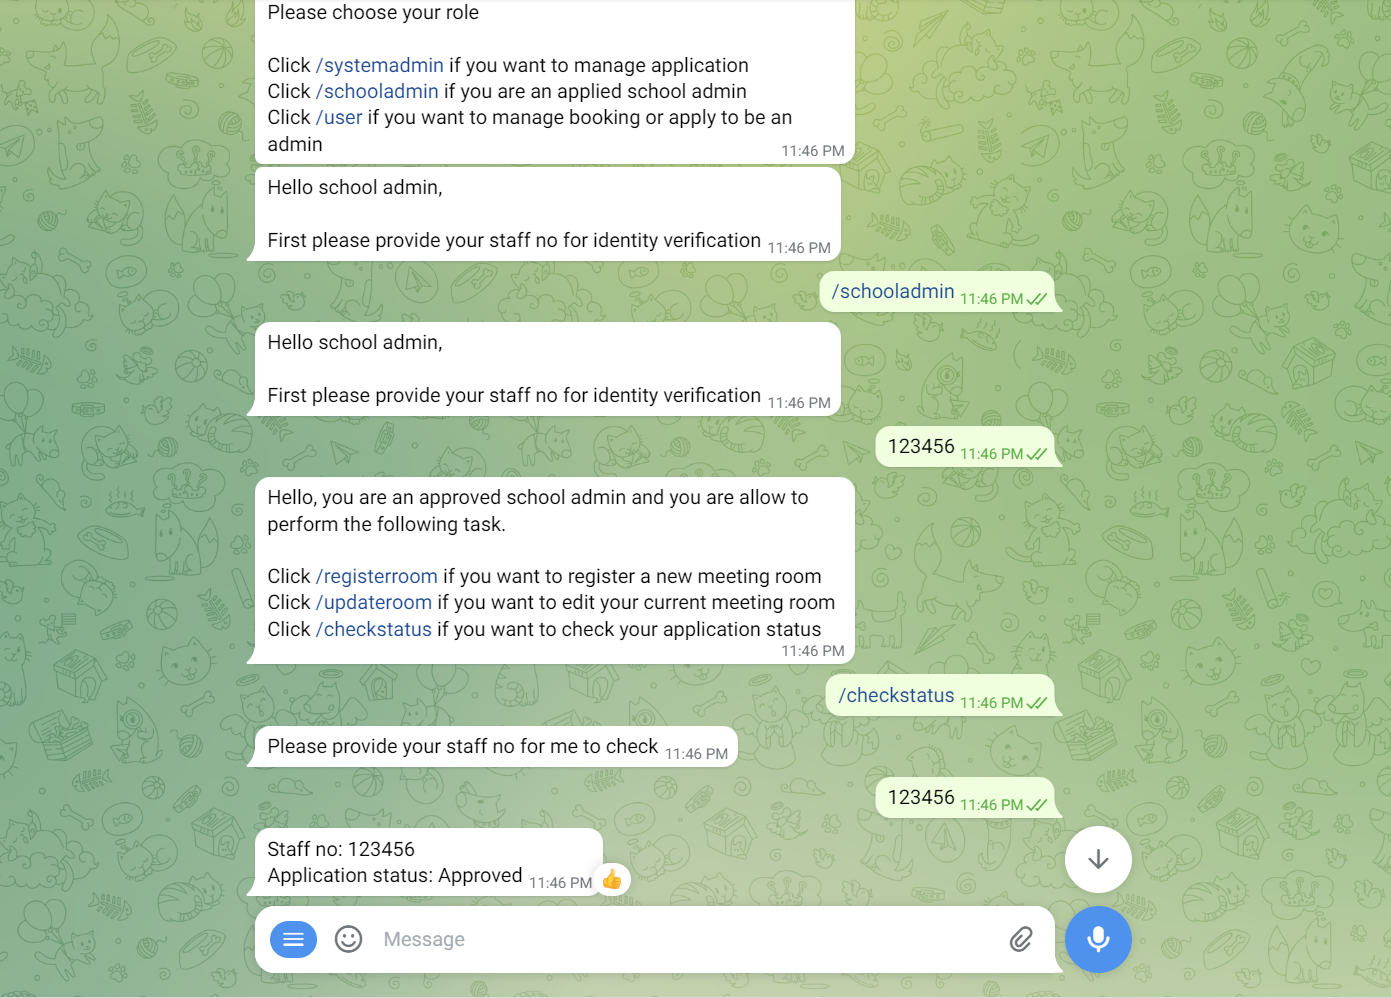 Please choose your role
Click /systemadmin if you want to manage application
Click /schooladmin if you are an applied school admin
Click /user if you want to manage booking or apply to be an
admin
11:46 PM
Hello school admin,
First please provide your staff no for identity verification 11:46 PM
/schooladmin 11:46 PM
Hello school admin,
First please provide your staff no for identity verification 11:46 PM
123456 11:46 PM
Hello, you are an approved school admin and you are allow to
perform the following task.
Click /registerroom if you want to register a new meeting room
Click /updateroom if you want to edit your current meeting room
Click /checkstatus if you want to check your application status
11:46 PM
/checkstatus 11:46 PM
Please provide your staff no for me to check 11:46 PM
123456 11:46 PM
Staff no: 123456
Application status: Approved 11:46 PM
Message